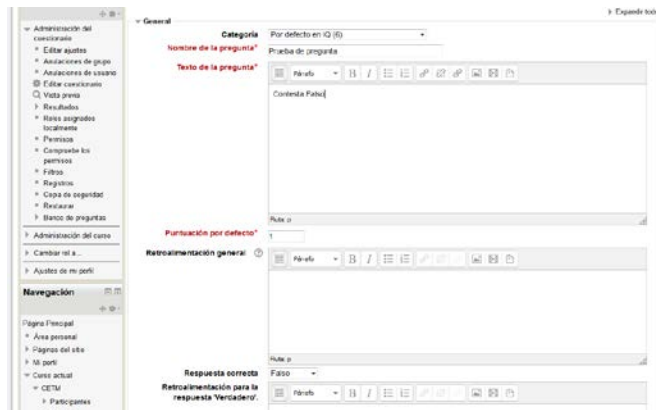 Administración del
cuestionario
Editar ajustes
Anulaciones de grupo
Anulaciones de usuario
Editar cuestionario
Vista previa
Resultados
Roles asignados
localmente
Permisos
Compruebe los
permisos
Filtros
Registros
Copia de seguridad
Restaurar
Banco de preguntas
Administración del curso
Cambiar rol a...
Ajustes de mi perfil
Navegación
Página Principal
Área personal
Páginas del sitio
Mi perfil
Curso actual
CETM
Participantes
Expandir todo
General
Categoría
Por defecto en IQ (6)
Nombre de la pregunta*
Prueba de pregunta
Texto de la pregunta*
Párrafo
B I
Contesta Falso
Ruta: p
Puntuación por defecto*
1
Retroalimentación general
Párrafo
B I
Ruta: p
Respuesta correcta
Falso
Retroalimentación para la
respuesta 'Verdadero'.
Párrafo
B I